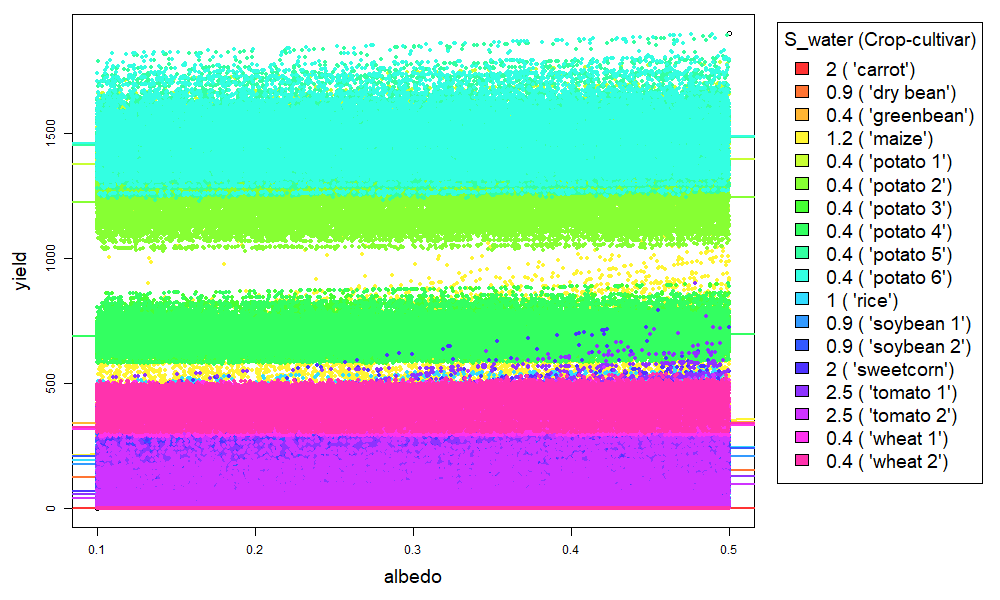 S_water (Crop-cultivar)
2 ( 'carrot')
0.9 ( 'dry bean')
0.4 ( 'greenbean')
1.2 ( 'maize')
0.4 ( 'potato 1')
0.4 ( 'potato 2')
0.4 ( 'potato 3')
0.4 ( 'potato 4')
0.4 ( 'potato 5')
0.4 ( 'potato 6')
1 ( 'rice')
0.9 ( 'soybean 1')
0.9 ( 'soybean 2')
2 ( 'sweetcorn')
2.5 ( 'tomato 1')
2.5 ( 'tomato 2')
0.4 ( 'wheat 1')
0.4 ( 'wheat 2')
yield
1500
1000
500
0
0.1 0.2 0.3 0.4 0.5
albedo